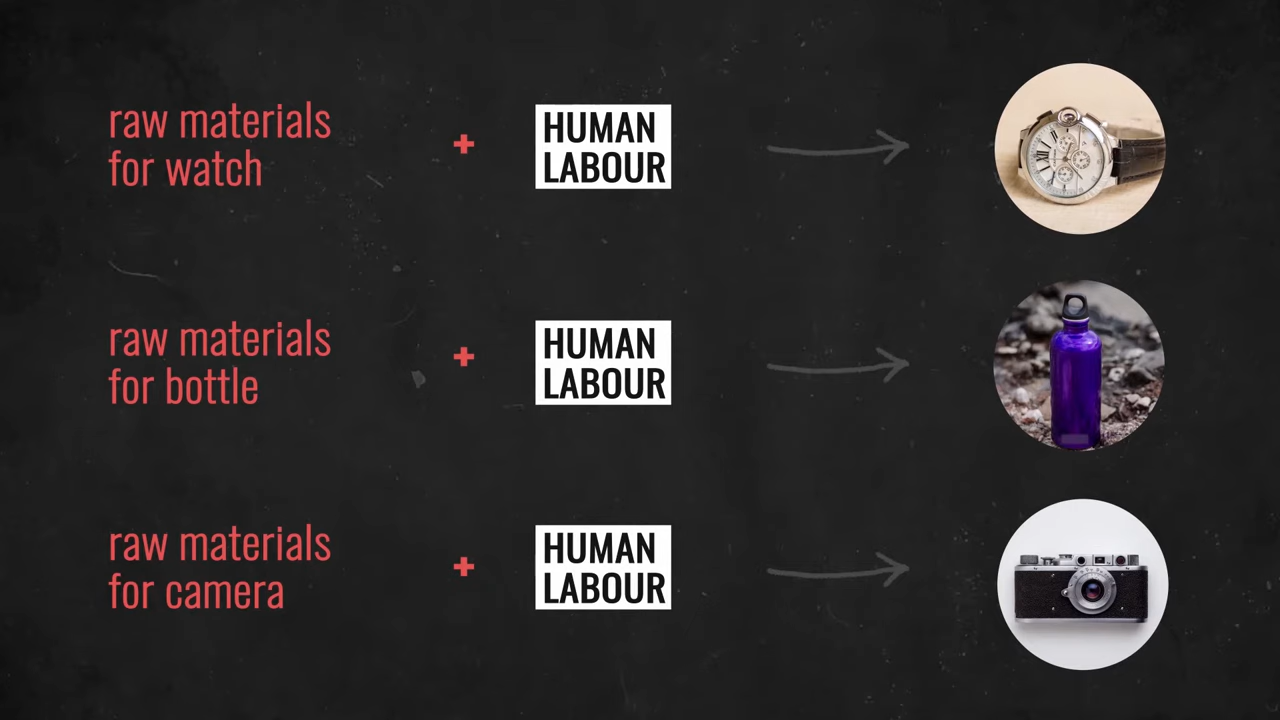 raw materials
for watch
+
HUMAN
LABOUR
raw materials
for bottle
+
HUMAN
LABOUR
raw materials
for camera
+
HUMAN
LABOUR